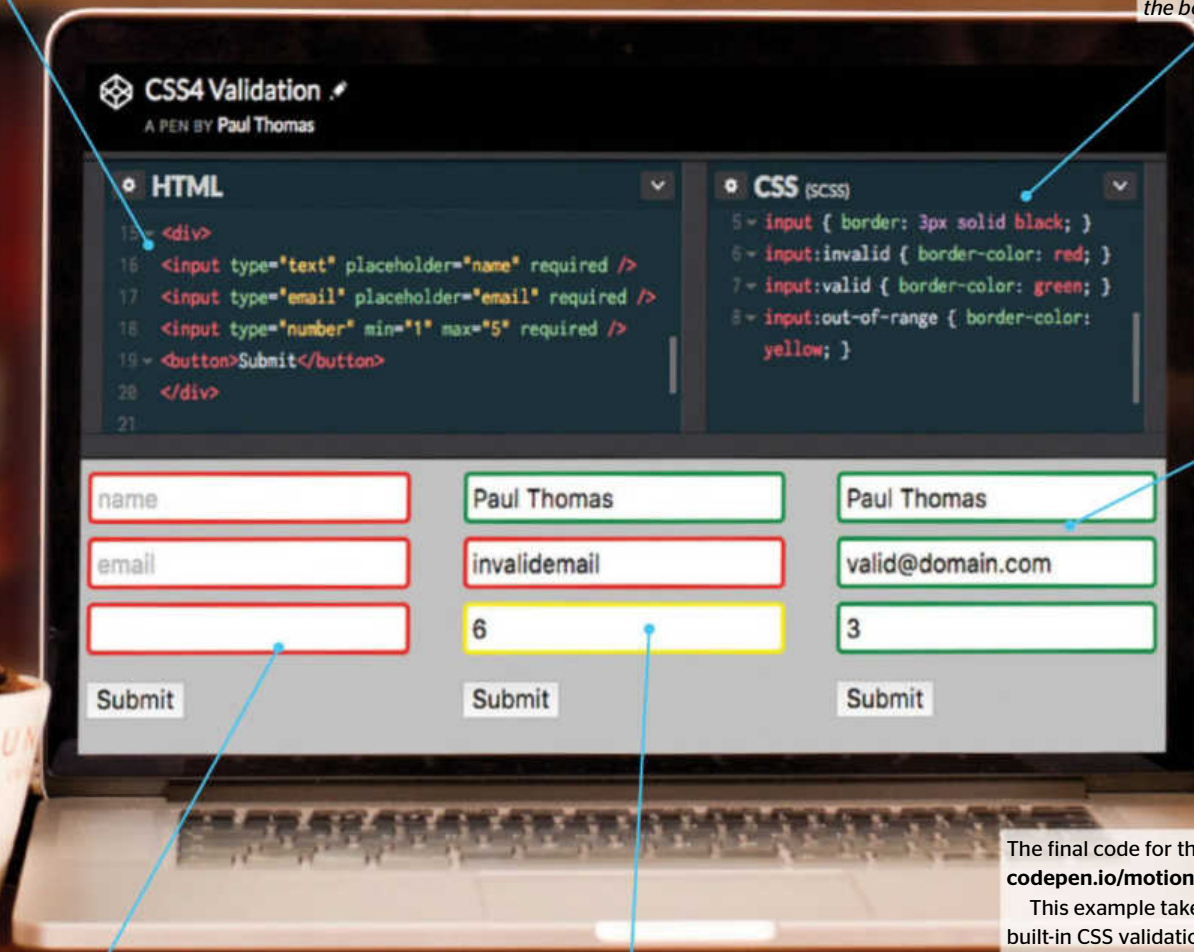 the bo
CSS4 Validation
A PEN BY Paul Thomas
HTML
15 <div>
16 <input type="text" placeholder="name" required />
17 <input type="email" placeholder="email" required />
18 <input type="number" min="1" max="5" required />
19 <button>Submit</button>
20 </div>
21
CSS (SCSS)
5 input { border: 3px solid black; }
6 input:invalid { border-color: red; }
7 input:valid { border-color: green; }
8 input:out-of-range { border-color:
yellow; }
name
email
Submit
Paul Thomas
invalidemail
6
Submit
Paul Thomas
valid@domain.com
3
Submit
UN
The final code for th
codepen.io/motion
This example take
built-in CSS validatio